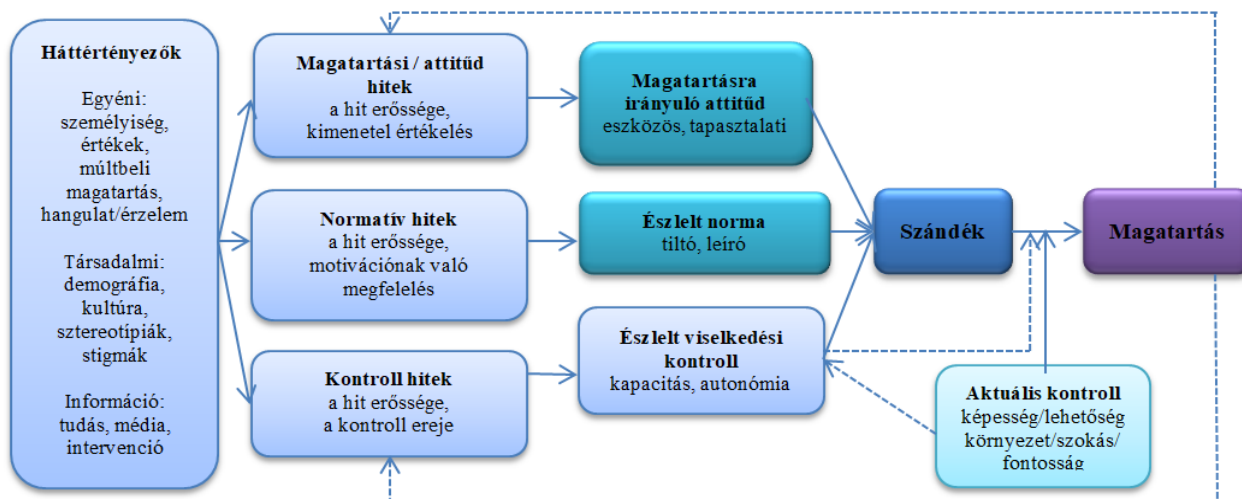 Háttértényezők
Egyéni:
személyiség,
értékek,
múltbeli
magatartás,
hangulat/érzelem
Társadalmi:
demográfia,
kultúra,
sztereotípiák,
stigmák
Információ:
tudás, média,
intervenció
Magatartási / attitűd
hitek
a hit erőssége,
kimenetel értékelés
Normatív hitek
a hit erőssége,
motivációnak való
megfelelés
Kontroll hitek
a hit erőssége,
a kontroll ereje
Magatartásra
irányuló attitűd
eszközös, tapasztalati
Észlelt norma
tiltó, leíró
Észlelt viselkedési
kontroll
kapacitás, autonómia
Szándék
Magatartás
Aktuális kontroll
képesség/lehetőség
környezet/szokás/
fontosság